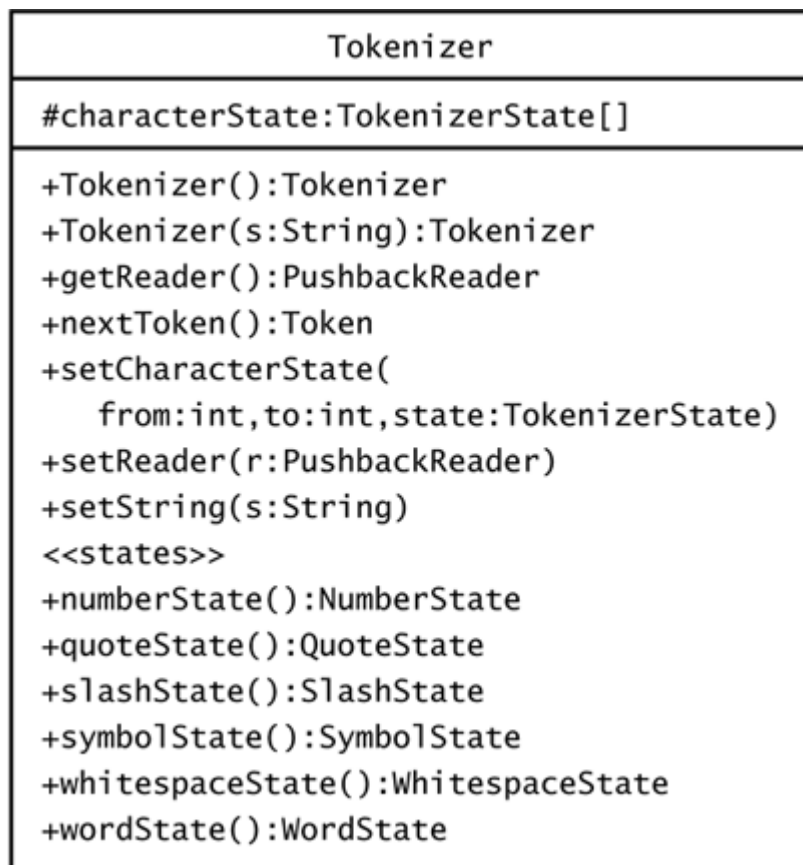 Tokenizer
#characterState:TokenizerState[]
+Tokenizer():Tokenizer
+Tokenizer(s:String):Tokenizer
+getReader():PushbackReader
+nextToken():Token
+setCharacterState(
from:int,to:int,state:TokenizerState)
+setReader(r:PushbackReader)
+setString(s:String)
<<states>>
+numberState():NumberState
+quoteState():QuoteState
+slashState():SlashState
+symbolState():SymbolState
+whitespaceState():WhitespaceState
+wordState():WordState